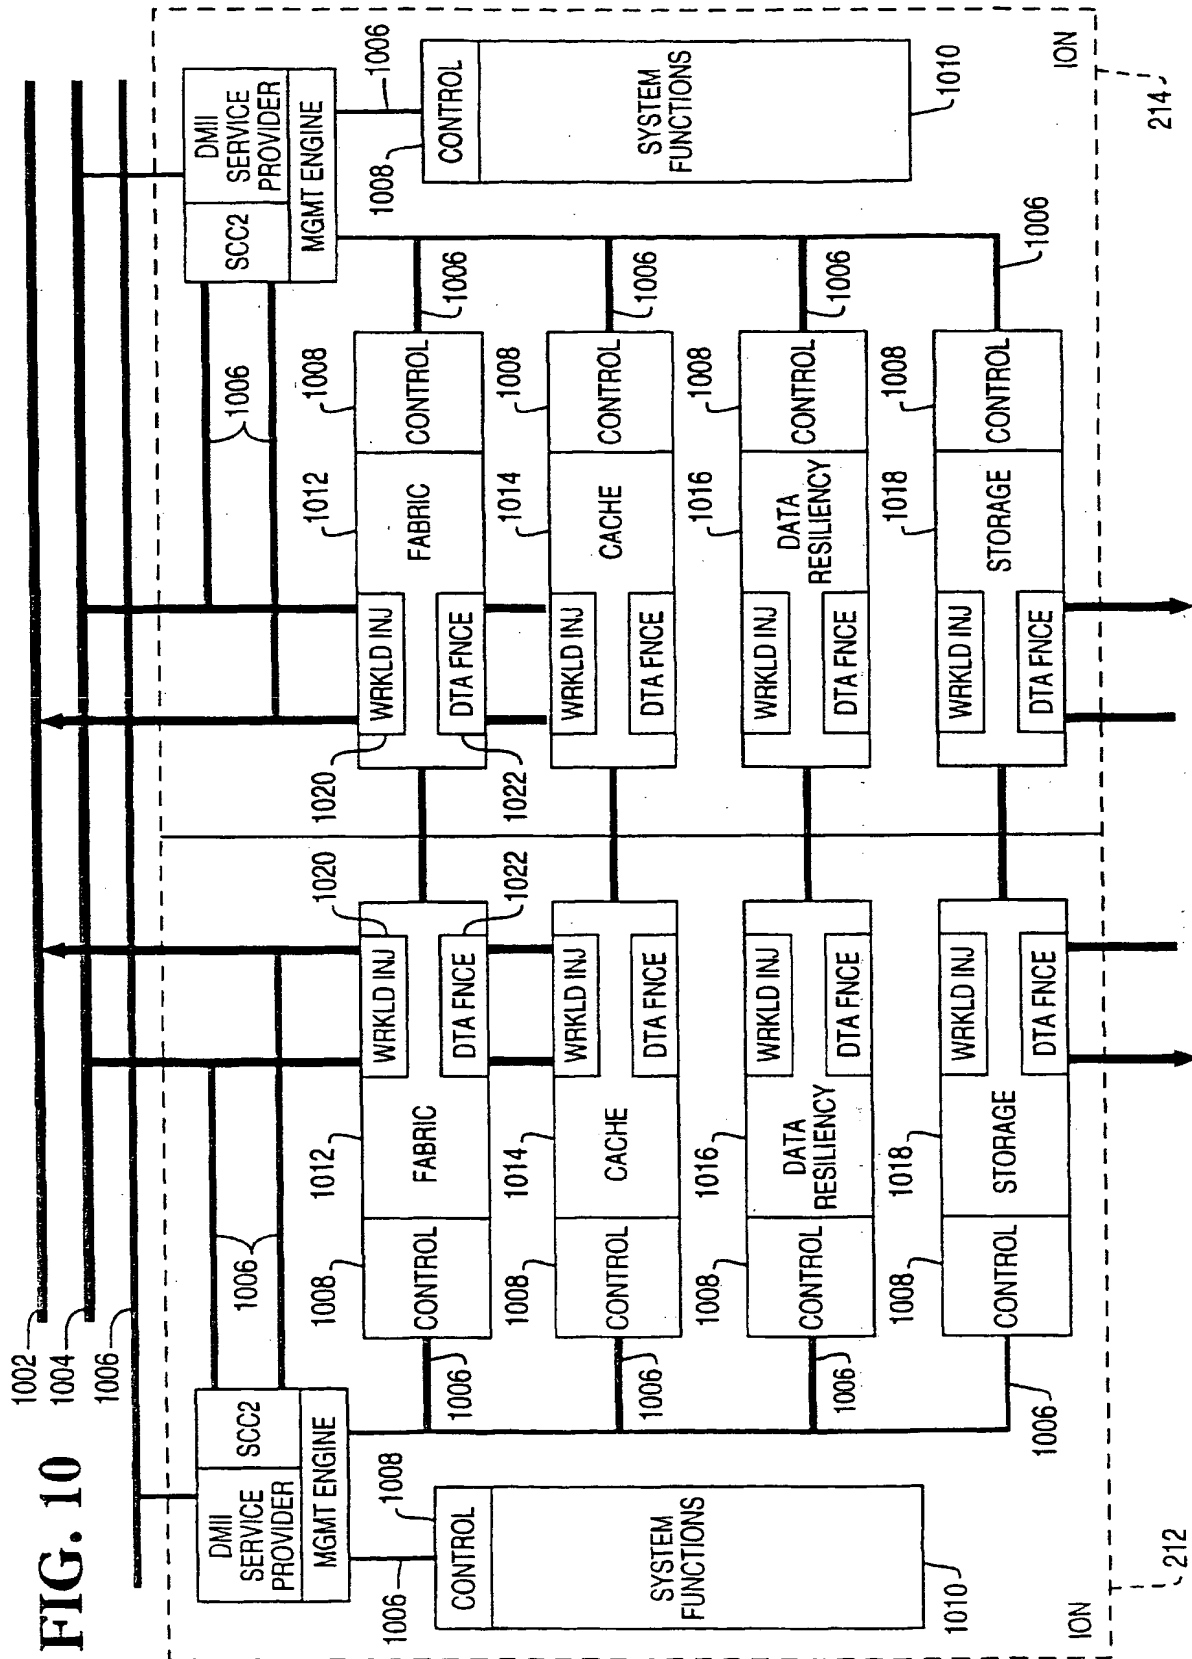 FIG. 10
1002
1004
1006
DMII
SERVICE
PROVIDER
SCC2
MGMT ENGINE
1006
1006
1008
CONTROL
SYSTEM
FUNCTIONS
1010
1008
1012
1020
CONTROL
FABRIC
WRKLD INJ
DTA FNCE
1022
1006
1008
1014
CONTROL
CACHE
WRKLD INJ
DTA FNCE
1006
1008
1016
CONTROL
DATA
RESILIENCY
WRKLD INJ
DTA FNCE
1006
1008
1018
CONTROL
STORAGE
WRKLD INJ
DTA FNCE
1006
ION
212
SCC2
DMII
SERVICE
PROVIDER
MGMT ENGINE
1006
1006
1008
CONTROL
SYSTEM
FUNCTIONS
1010
1020
1012
1008
WRKLD INJ
DTA FNCE
FABRIC
CONTROL
1022
1006
1014
1008
WRKLD INJ
DTA FNCE
CACHE
CONTROL
1006
1016
1008
WRKLD INJ
DTA FNCE
DATA
RESILIENCY
CONTROL
1006
1018
1008
WRKLD INJ
DTA FNCE
STORAGE
CONTROL
1006
ION
214